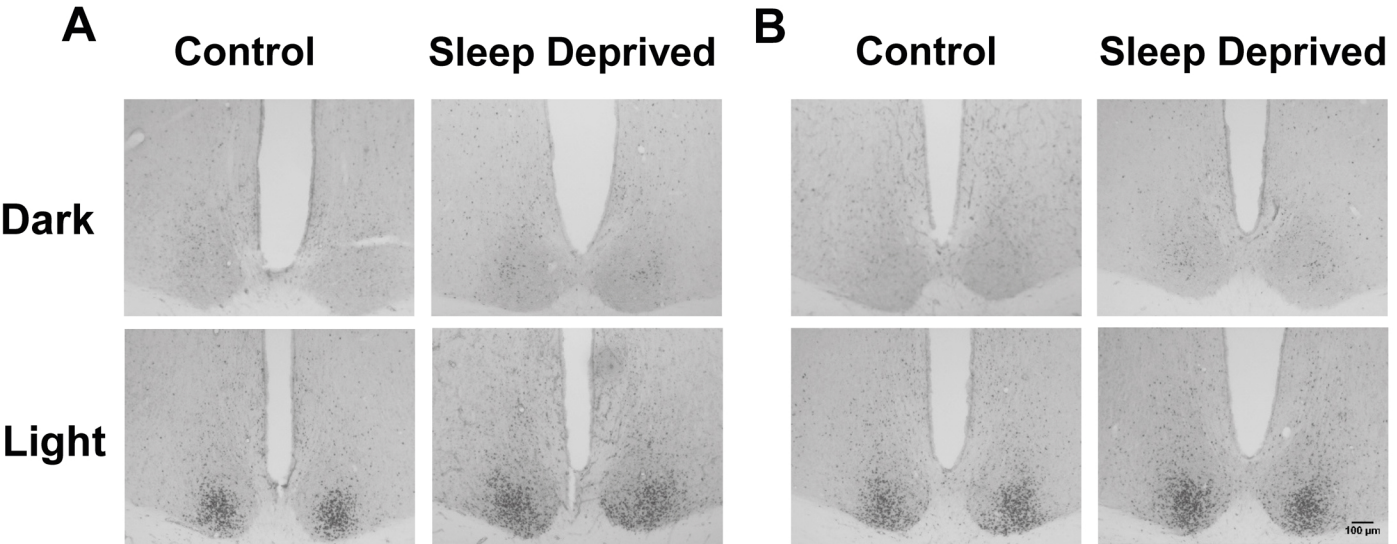 A
B
Control
Sleep Deprived
Control
Sleep Deprived
Dark
Light
100 µm